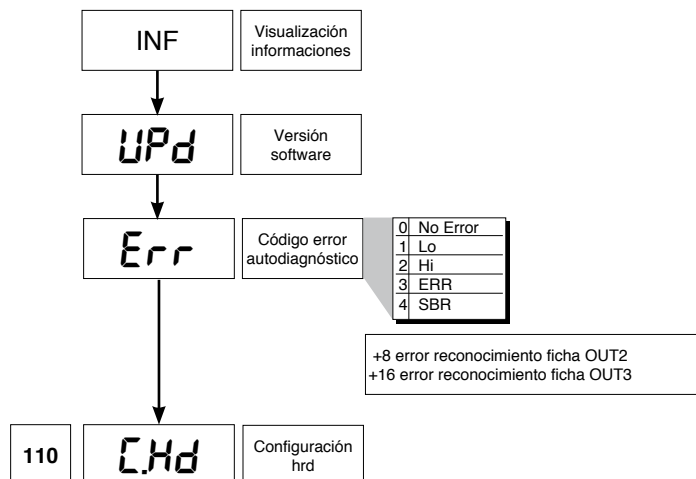 INF
Visualización
informaciones
UPd
Versión
software
Err
Código error
autodiagnóstico
0 No Error
1 Lo
2 Hi
3 ERR
4 SBR
+8 error reconocimiento ficha OUT2
+16 error reconocimiento ficha OUT3
110
C.Hd
Configuración
hrd